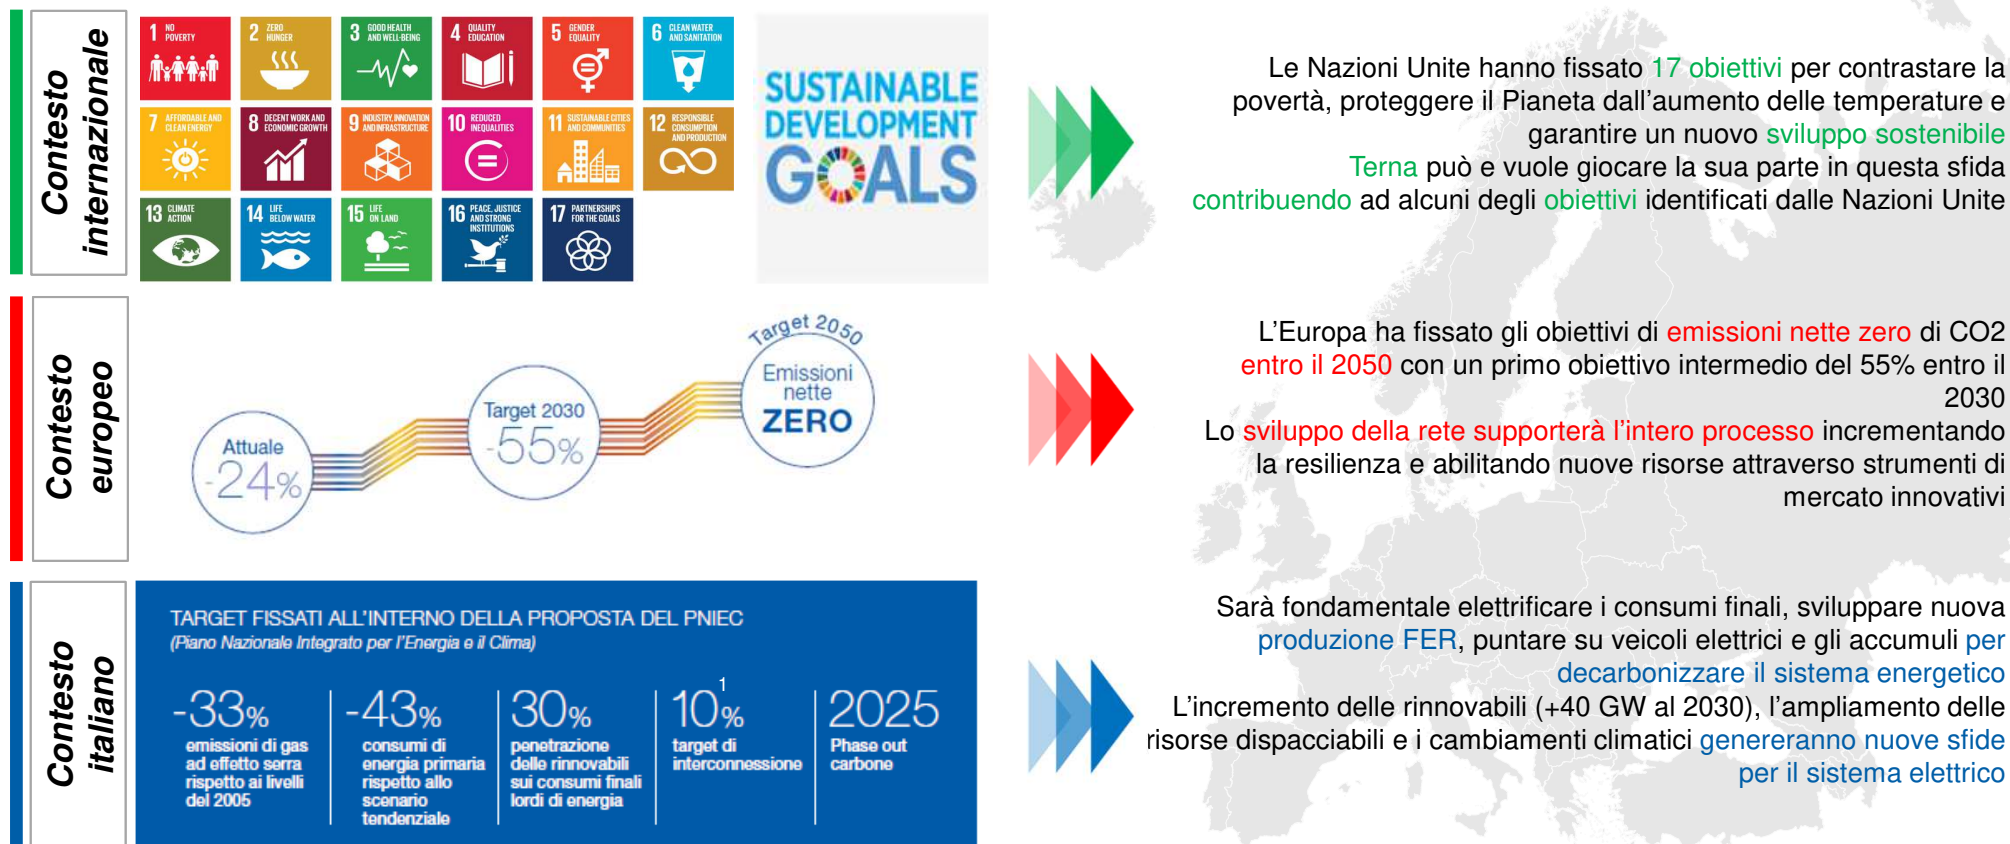 Contesto
internazionale
1 NO
POVERTY
2 ZERO
HUNGER
3 GOOD HEALTH
AND WELL-BEING
4 QUALITY
EDUCATION
5 GENDER
EQUALITY
6 CLEAN WATER
AND SANITATION
7 AFFORDABLE AND
CLEAN ENERGY
8 DECENT WORK AND
ECONOMIC GROWTH
9 INDUSTRY, INNOVATION
AND INFRASTRUCTURE
10 REDUCED
INEQUALITIES
11 SUSTAINABLE CITIES
AND COMMUNITIES
12 RESPONSIBLE
CONSUMPTION
AND PRODUCTION
13 CLIMATE
ACTION
14 LIFE
BELOW WATER
15 LIFE
ON LAND
16 PEACE, JUSTICE
AND STRONG
INSTITUTIONS
17 PARTNERSHIPS
FOR THE GOALS
SUSTAINABLE
DEVELOPMENT
GOALS
Le Nazioni Unite hanno fissato 17 obiettivi per contrastare la
povertà, proteggere il Pianeta dall'aumento delle temperature e
garantire un nuovo sviluppo sostenibile
Terna può e vuole giocare la sua parte in questa sfida
contribuendo ad alcuni degli obiettivi identificati dalle Nazioni Unite
Contesto
europeo
Attuale
-24%
Target 2030
-55%
Target 2050
Emissioni
nette
ZERO
L'Europa ha fissato gli obiettivi di emissioni nette zero di CO2
entro il 2050 con un primo obiettivo intermedio del 55% entro il
2030
Lo sviluppo della rete supporterà l'intero processo incrementando
la resilienza e abilitando nuove risorse attraverso strumenti di
mercato innovativi
Contesto
italiano
TARGET FISSATI ALL'INTERNO DELLA PROPOSTA DEL PNIEC
(Piano Nazionale Integrato per l'Energia e il Clima)
-33%
emissioni di gas
ad effetto serra
rispetto ai livelli
del 2005
-43%
consumi di
energia primaria
rispetto allo
scenario
tendenziale
30%
penetrazione
delle rinnovabili
sui consumi finali
lordi di energia
10%1
target di
interconnessione
2025
Phase out
carbone
Sarà fondamentale elettrificare i consumi finali, sviluppare nuova
produzione FER, puntare su veicoli elettrici e gli accumuli per
decarbonizzare il sistema energetico
L'incremento delle rinnovabili (+40 GW al 2030), l'ampliamento delle
risorse dispacciabili e i cambiamenti climatici genereranno nuove sfide
per il sistema elettrico